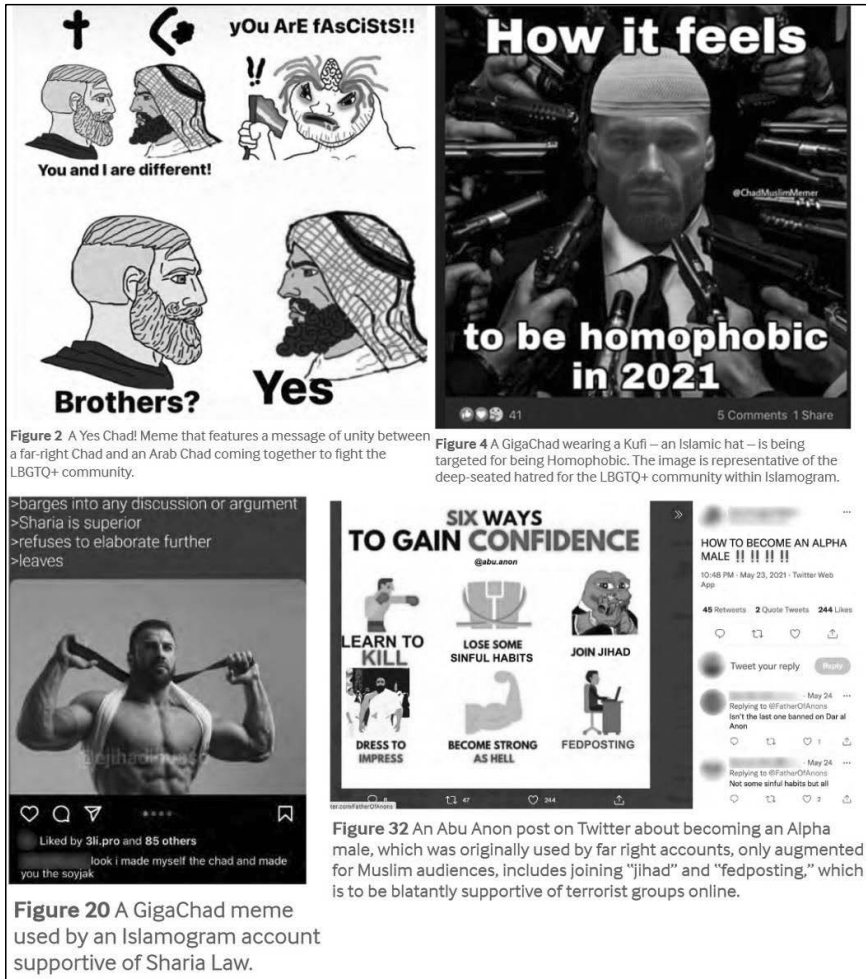 yOu ArE fAsCiStS!!
!!
You and I are different!
Brothers?
Yes
Figure 2 A Yes Chad! Meme that features a message of unity between
a far-right Chad and an Arab Chad coming together to fight the
LBGTQ+ community.
How it feels
@ChadMuslimMemer
to be homophobic
in 2021
41
5 Comments 1 Share
Figure 4 A GigaChad wearing a Kufi – an Islamic hat – is being
targeted for being Homophobic. The image is representative of the
deep-seated hatred for the LBGTQ+ community within Islamogram.
>barges into any discussion or argument
>Sharia is superior
>refuses to elaborate further
>leaves
Liked by 3li.pro and 85 others
look i made myself the chad and made
you the soyjak
Figure 20 A GigaChad meme
used by an Islamogram account
supportive of Sharia Law.
SIX WAYS
TO GAIN CONFIDENCE
@abu.anon
LEARN TO
KILL
LOSE SOME
SINFUL HABITS
JOIN JIHAD
DRESS TO
IMPRESS
BECOME STRONG
AS HELL
FEDPOSTING
47
244
ter.com/FatherOfAnons
HOW TO BECOME AN ALPHA
MALE !! !! !! !!
10:48 PM · May 23, 2021 · Twitter Web
App
45 Retweets 2 Quote Tweets 244 Likes
Tweet your reply
Reply
· May 24
Replying to @FatherOfAnons
Isn't the last one banned on Dar al
Anon
1
· May 24
Replying to @FatherOfAnons
Not some sinful habits but all
2
Figure 32 An Abu Anon post on Twitter about becoming an Alpha
male, which was originally used by far right accounts, only augmented
for Muslim audiences, includes joining "jihad" and "fedposting," which
is to be blatantly supportive of terrorist groups online.